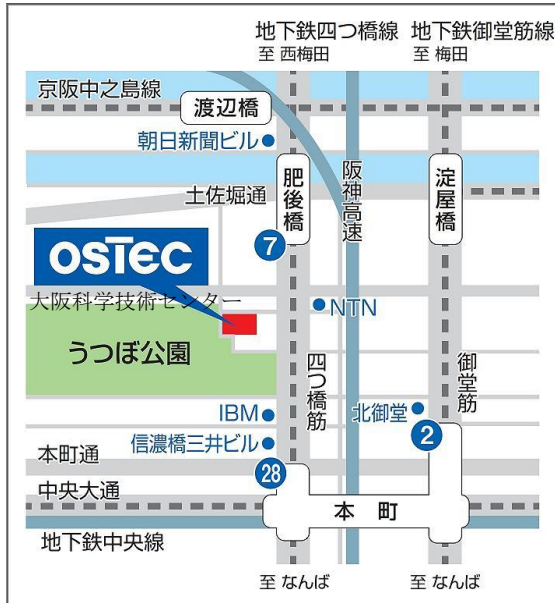 地下鉄四つ橋線
至 西梅田
地下鉄御堂筋線
至 梅田
京阪中之島線
渡辺橋
朝日新聞ビル
肥後橋
阪神高速
淀屋橋
土佐堀通
7
OSTEC
大阪科学技術センター
NTN
うつぼ公園
四つ橋筋
御堂筋
IBM
北御堂
2
信濃橋三井ビル
本町通
28
中央大通
本町
地下鉄中央線
至 なんば
至 なんば